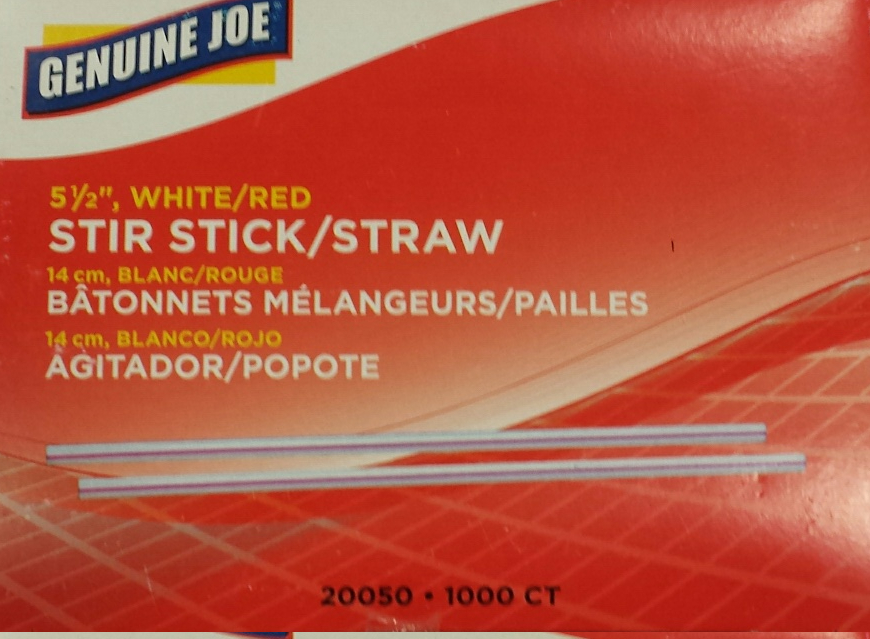 GENUINE JOE
5½", WHITE/RED
STIR STICK/STRAW
14 cm, BLANC/ROUGE
BÂTONNETS MÉLANGEURS/PAILLES
14 cm, BLANCO/ROJO
AGITADOR/POPOTE
20050 • 1000 CT